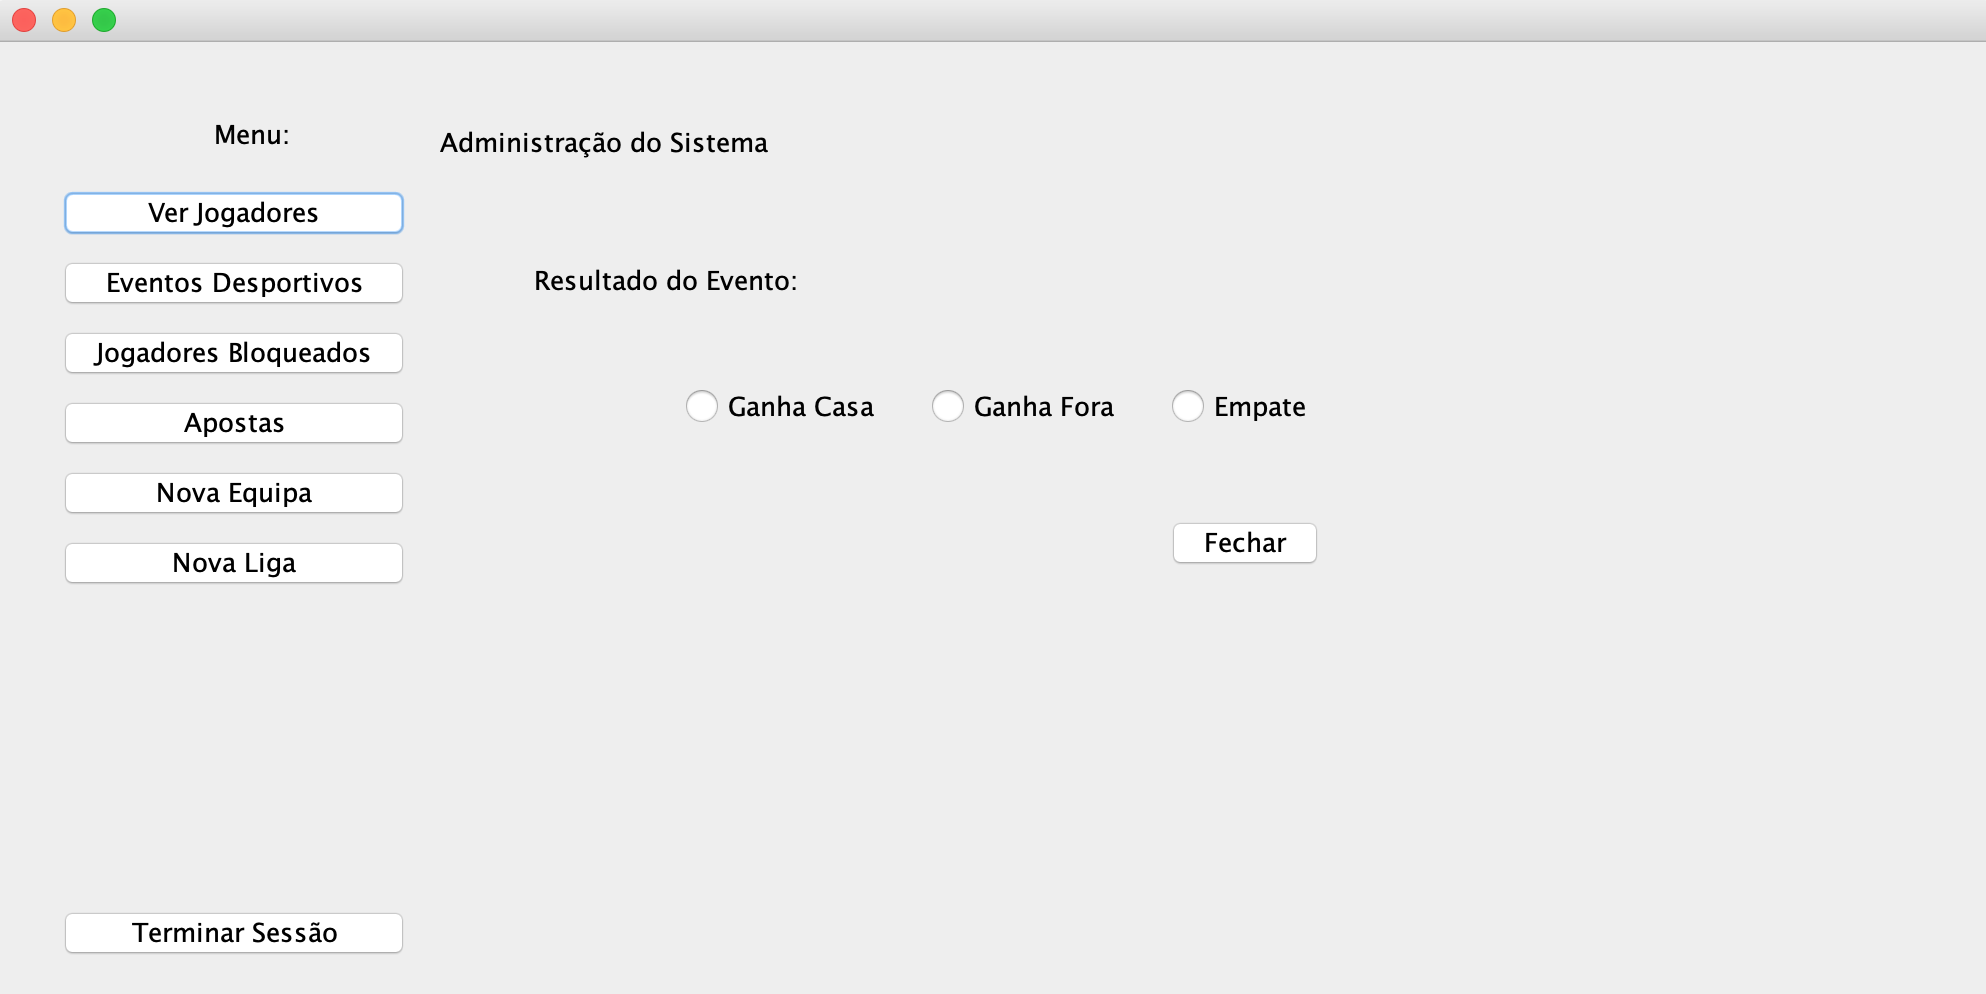 Menu:
Administração do Sistema
Ver Jogadores
Eventos Desportivos
Jogadores Bloqueados
Apostas
Nova Equipa
Nova Liga
Terminar Sessão
Resultado do Evento:
Ganha Casa
Ganha Fora
Empate
Fechar